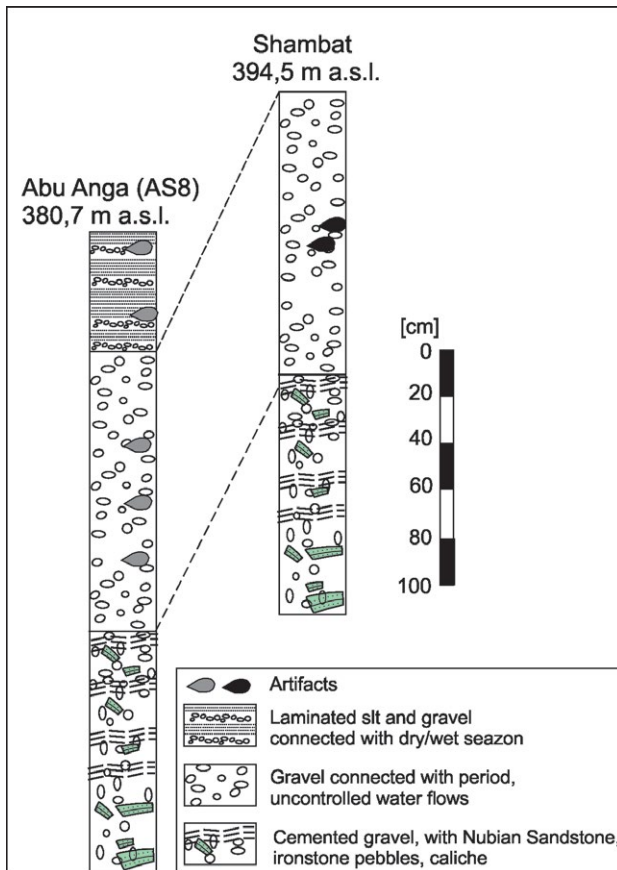 Shambat
394,5 m a.s.l.
Abu Anga (AS8)
380,7 m a.s.l.
[cm]
0
20
40
60
80
100
Artifacts
Laminated slt and gravel
connected with dry/wet seazon
Gravel connected with period,
uncontrolled water flows
Cemented gravel, with Nubian Sandstone,
ironstone pebbles, caliche